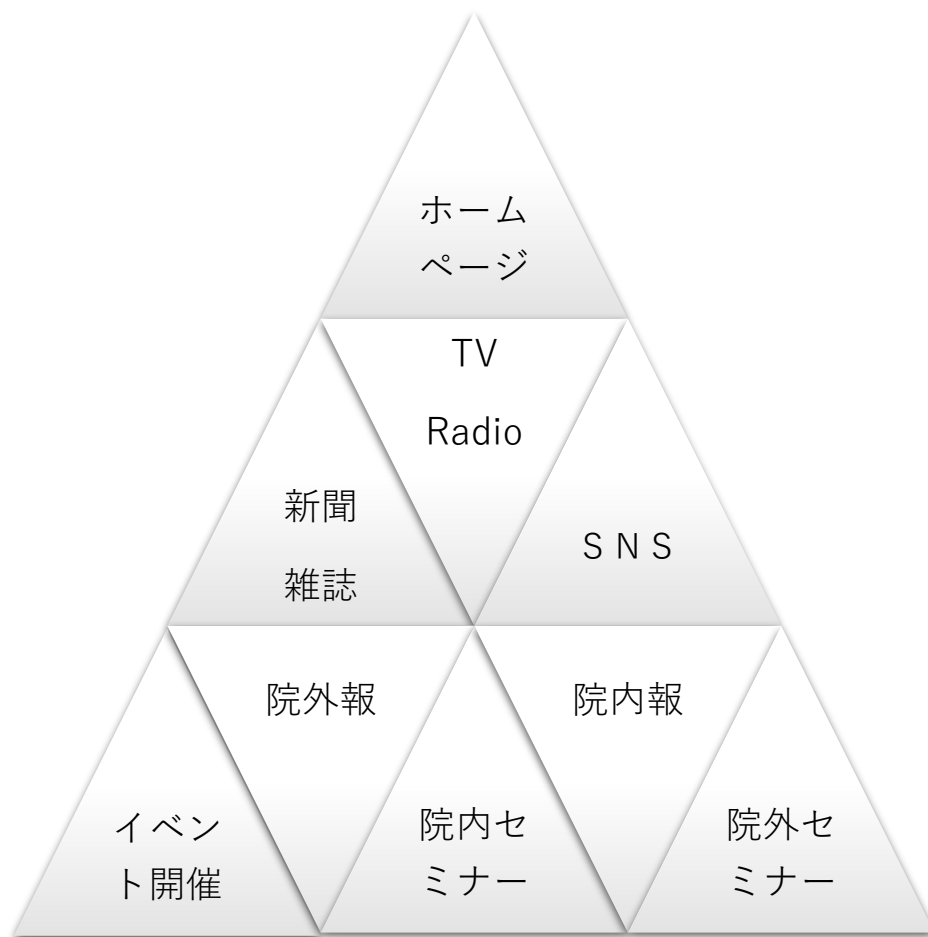 ホーム
ページ
TV
Radio
新聞
雑誌
ＳＮＳ
院外報
院内報
イベン
ト開催
院内セ
ミナー
院外セ
ミナー